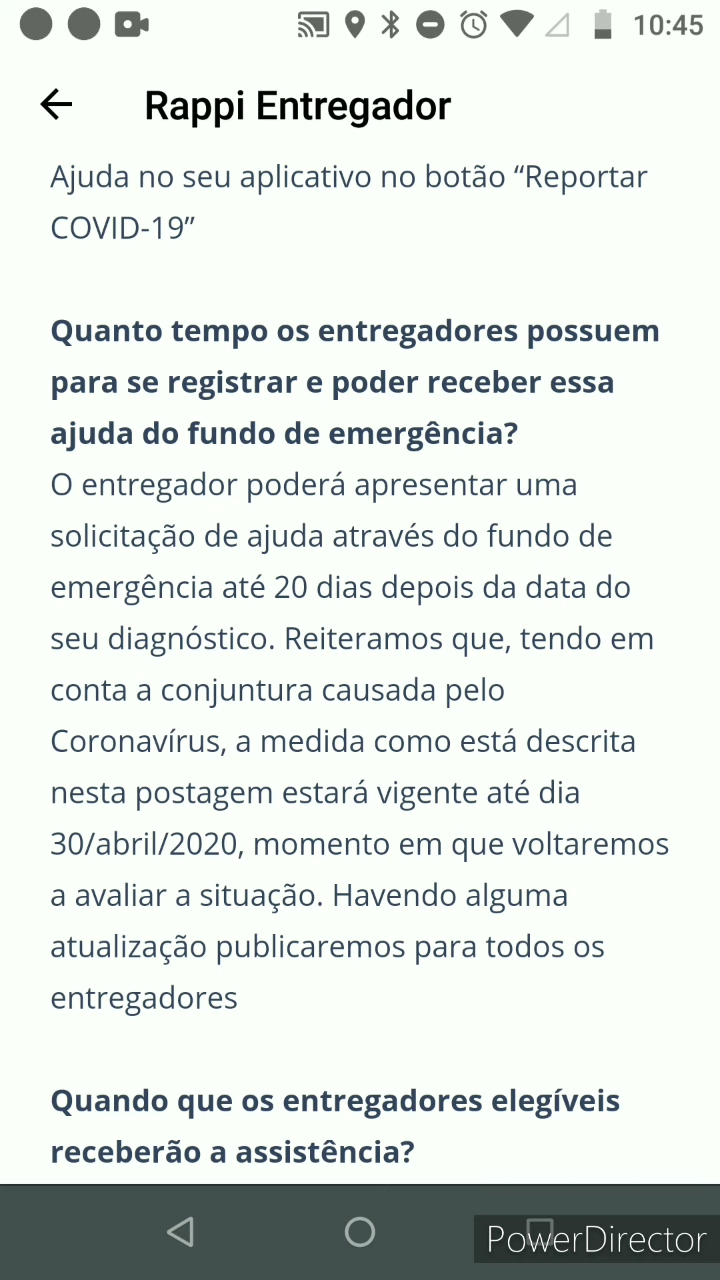 10:45
Rappi Entregador
Ajuda no seu aplicativo no botão “Reportar
COVID-19”
Quanto tempo os entregadores possuem
para se registrar e poder receber essa
ajuda do fundo de emergência?
O entregador poderá apresentar uma
solicitação de ajuda através do fundo de
emergência até 20 dias depois da data do
seu diagnóstico. Reiteramos que, tendo em
conta a conjuntura causada pelo
Coronavírus, a medida como está descrita
nesta postagem estará vigente até dia
30/abril/2020, momento em que voltaremos
a avaliar a situação. Havendo alguma
atualização publicaremos para todos os
entregadores
Quando que os entregadores elegíveis
receberão a assistência?
PowerDirector